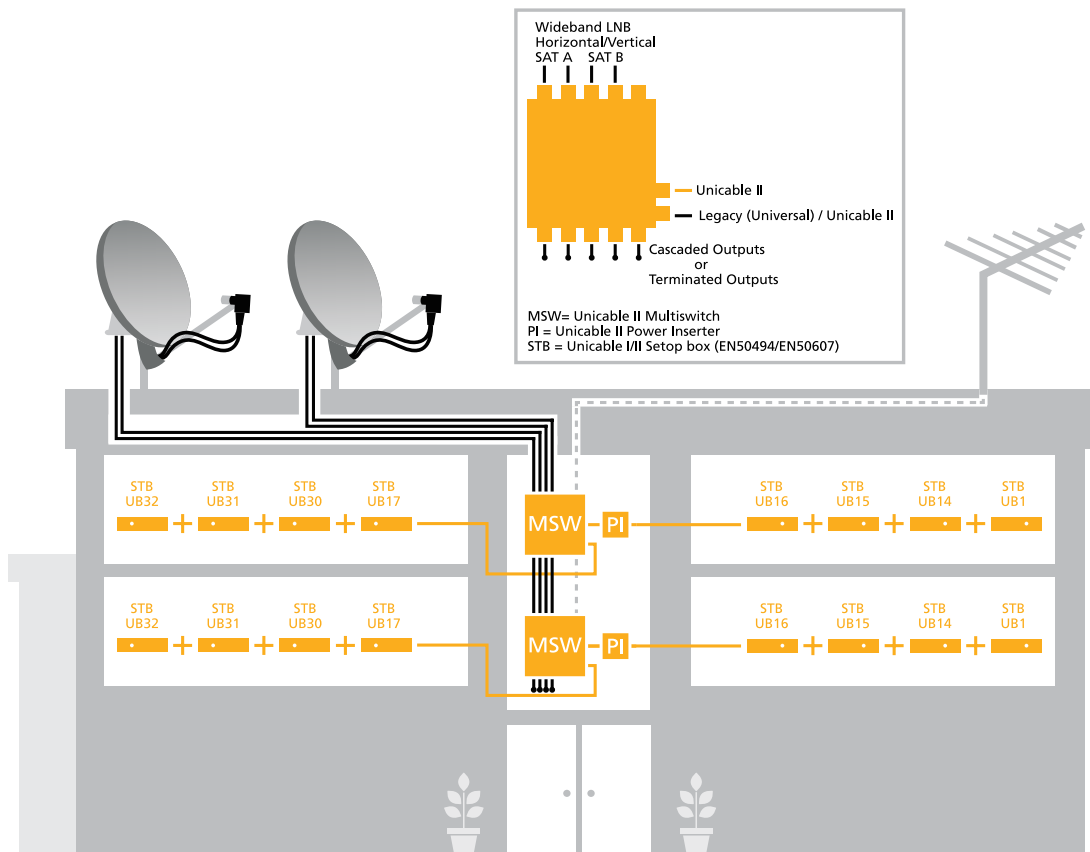 Wideband LNB
Horizontal/Vertical
SAT A SAT B
Unicable II
Legacy (Universal) / Unicable II
Cascaded Outputs
or
Terminated Outputs
MSW= Unicable II Multiswitch
PI = Unicable II Power Inserter
STB = Unicable I/II Setop box (EN50494/EN50607)
STB STB STB STB
UB32 UB31 UB30 UB17
MSW PI
STB STB STB STB
UB16 UB15 UB14 UB1
STB STB STB STB
UB32 UB31 UB30 UB17
MSW PI
STB STB STB STB
UB16 UB15 UB14 UB1